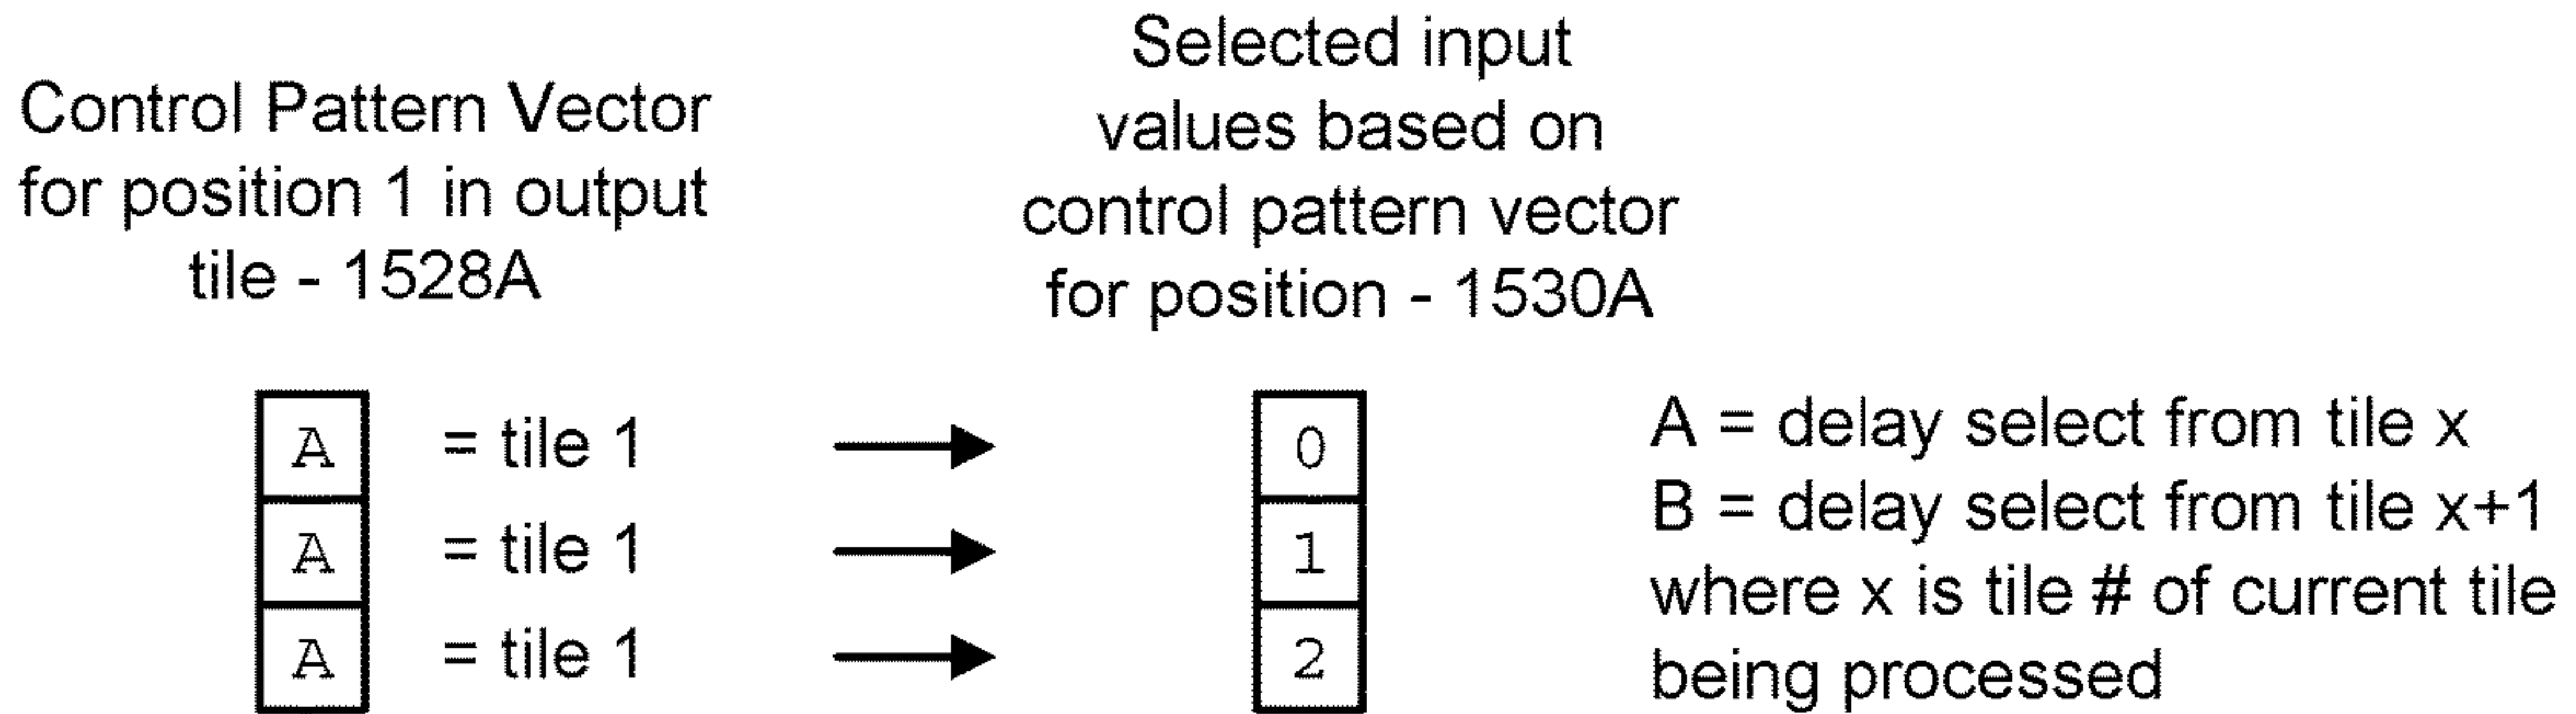 Control Pattern Vector
for position 1 in output
tile - 1528A
Selected input
values based on
control pattern vector
for position - 1530A
A = tile 1 0
A = tile 1 1
A = tile 1 2
A = delay select from tile x
B = delay select from tile x+1
where x is tile # of current tile
being processed